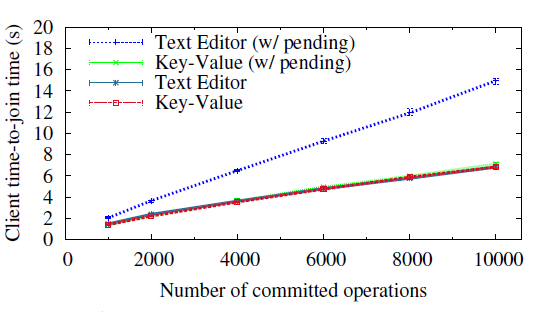 Client time-to-join time (s)
20
18
16
14
12
10
8
6
4
2
0
Text Editor (w/ pending)
Key-Value (w/ pending)
Text Editor
Key-Value
0 2000 4000 6000 8000 10000
Number of committed operations